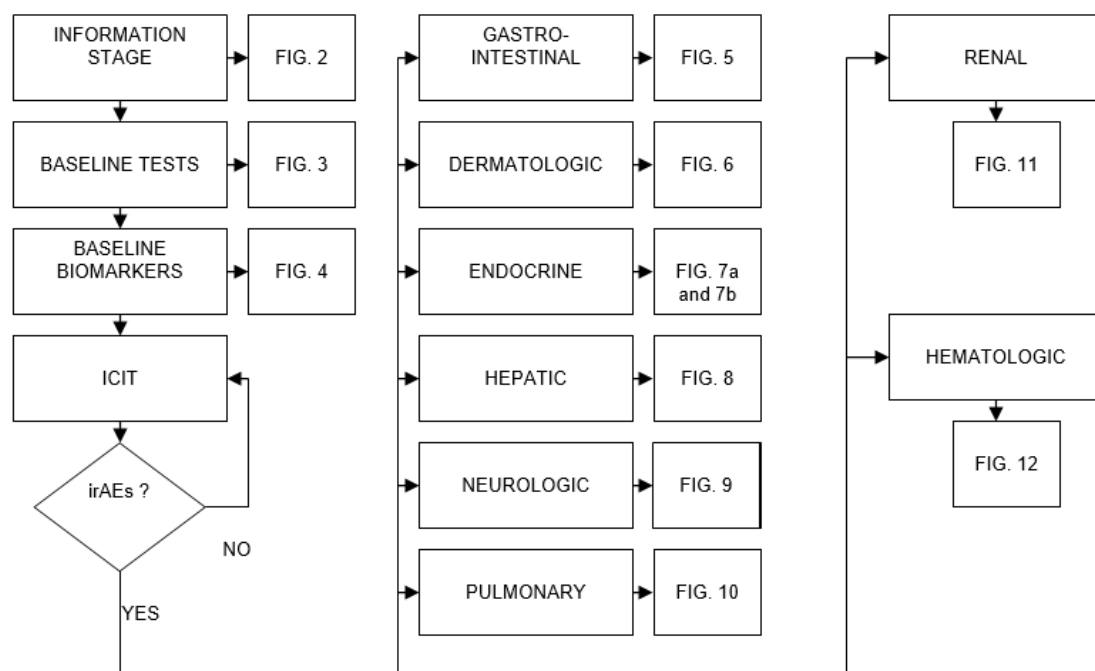 INFORMATION
STAGE
FIG. 2
BASELINE TESTS
FIG. 3
BASELINE
BIOMARKERS
FIG. 4
ICIT
irAEs ?
NO
YES
GASTRO-
INTESTINAL
FIG. 5
DERMATOLOGIC
FIG. 6
ENDOCRINE
FIG. 7a
and 7b
HEPATIC
FIG. 8
NEUROLOGIC
FIG. 9
PULMONARY
FIG. 10
RENAL
FIG. 11
HEMATOLOGIC
FIG. 12